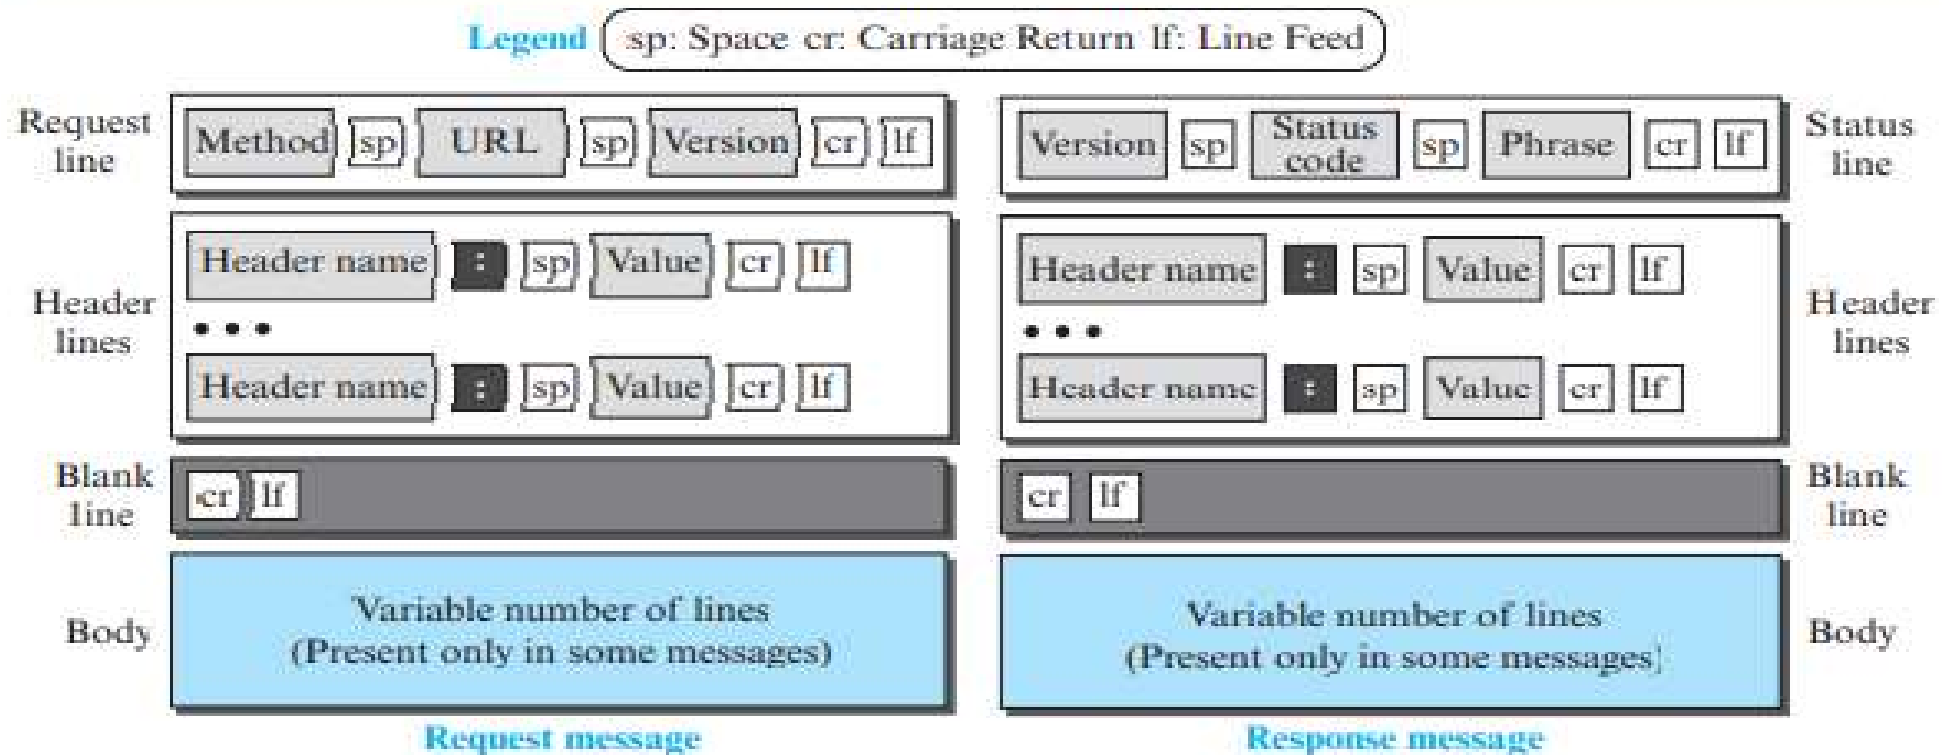 Legend sp: Space cr: Carriage Return lf: Line Feed
Request line
Method sp URL sp Version cr lf
Header lines
Header name : sp Value cr lf
• • •
Header name : sp Value cr lf
Blank line
cr lf
Body
Variable number of lines
(Present only in some messages)
Request message
Version sp Status code sp Phrase cr lf
Status line
Header name : sp Value cr lf
• • •
Header name : sp Value cr lf
Header lines
cr lf
Blank line
Variable number of lines
(Present only in some messages)
Body
Response message